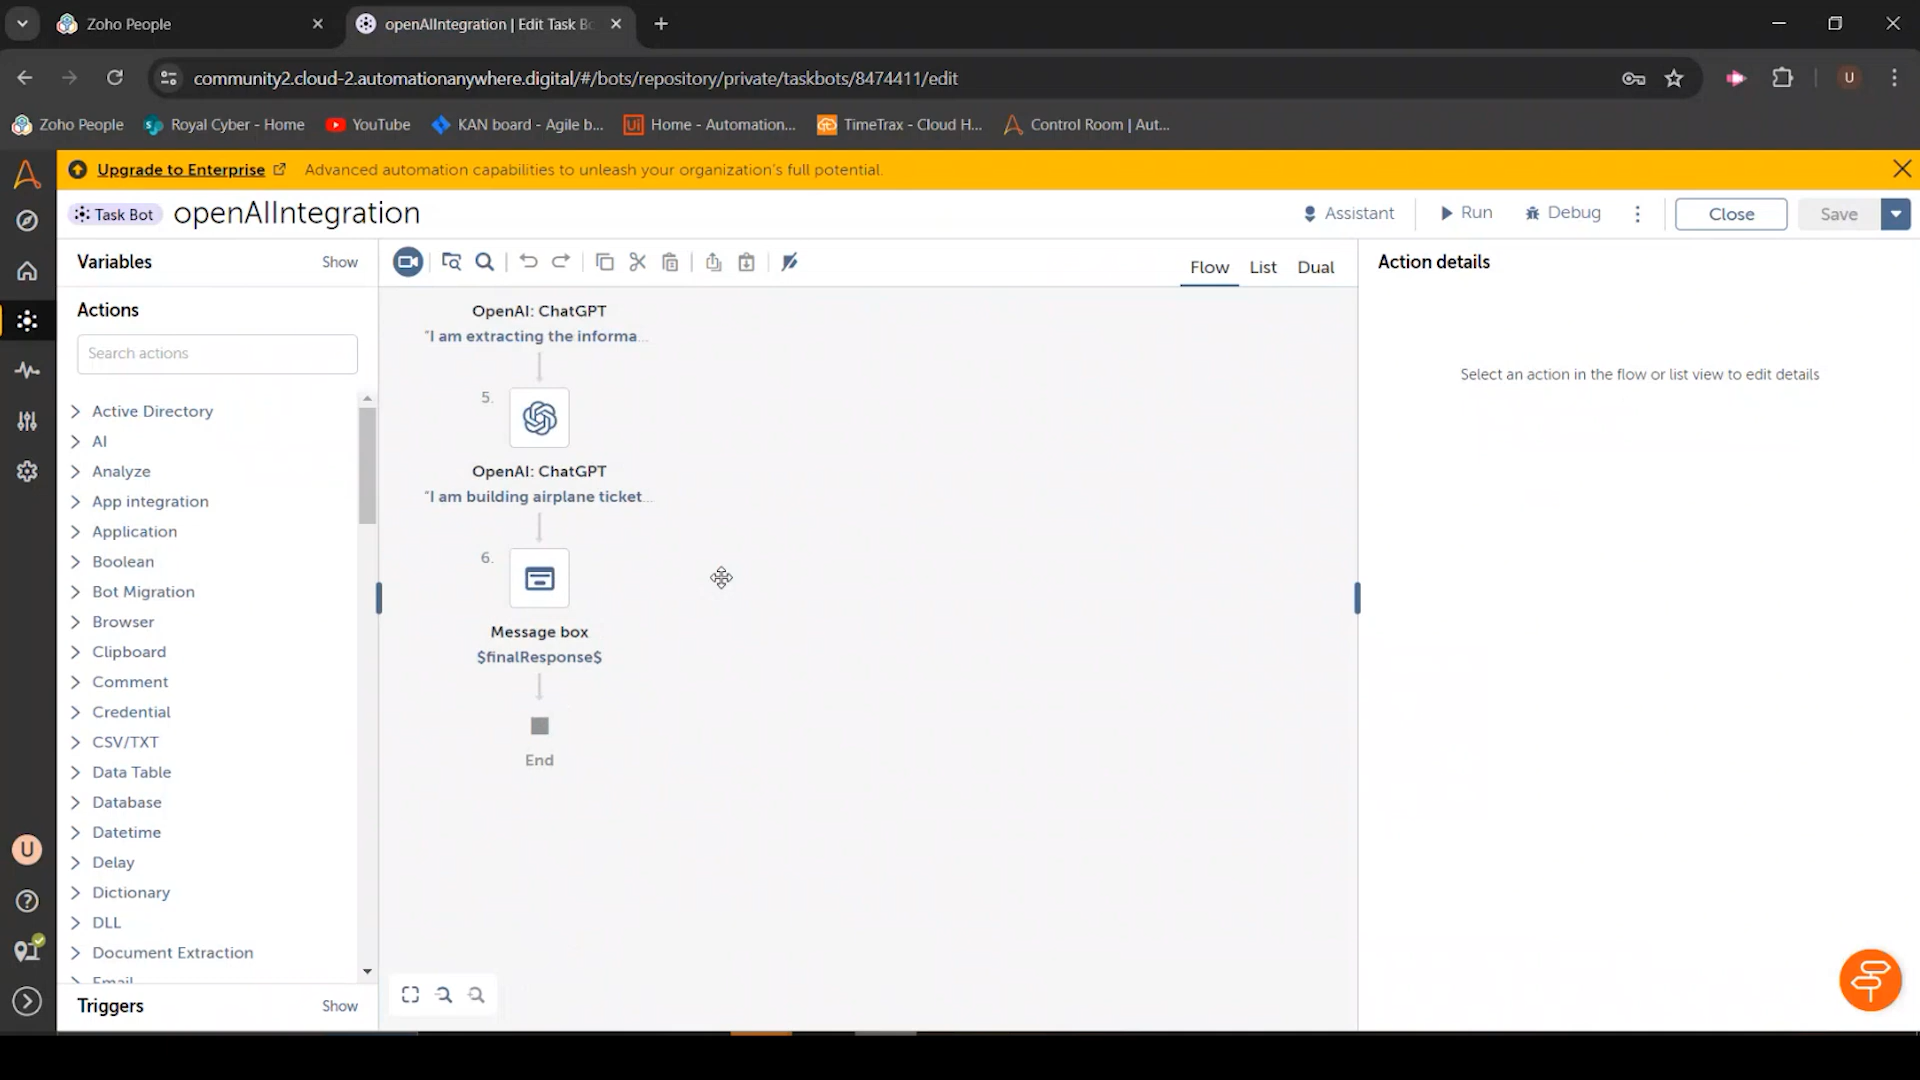 Zoho People
openAIIntegration | Edit Task B
community2.cloud-2.automationanywhere.digital/#/bots/repository/private/taskbots/8474411/edit
U
Zoho People
Royal Cyber - Home
YouTube
KAN board - Agile b...
Ui
Home - Automation...
TimeTrax - Cloud H...
Control Room | Aut...
Upgrade to Enterprise
Advanced automation capabilities to unleash your organization's full potential.
Task Bot
openAIIntegration
Assistant
Run
Debug
Close
Save
Variables
Show
Flow
List
Dual
Action details
Actions
Search actions
Select an action in the flow or list view to edit details
Active Directory
AI
Analyze
App integration
Application
Boolean
Bot Migration
Browser
Clipboard
Comment
Credential
CSV/TXT
Data Table
Database
Datetime
Delay
Dictionary
DLL
Document Extraction
Email
Triggers
Show
OpenAI: ChatGPT
"I am extracting the informa...
5.
OpenAI: ChatGPT
"I am building airplane ticket...
6.
Message box
$finalResponse$
End
U